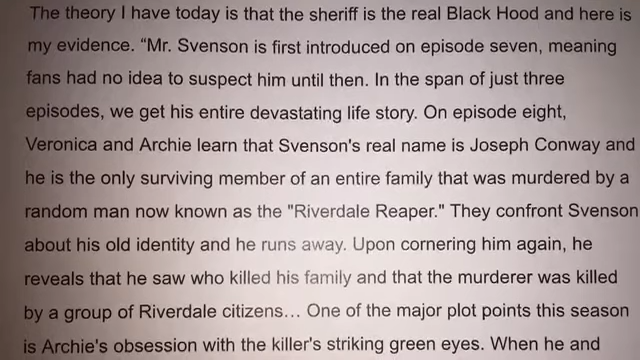 The theory I have today is that the sheriff is the real Black Hood and here is
my evidence. “Mr. Svenson is first introduced on episode seven, meaning
fans had no idea to suspect him until then. In the span of just three
episodes, we get his entire devastating life story. On episode eight,
Veronica and Archie learn that Svenson's real name is Joseph Conway and
he is the only surviving member of an entire family that was murdered by a
random man now known as the "Riverdale Reaper." They confront Svenson
about his old identity and he runs away. Upon cornering him again, he
reveals that he saw who killed his family and that the murderer was killed
by a group of Riverdale citizens… One of the major plot points this season
is Archie's obsession with the killer's striking green eyes. When he and